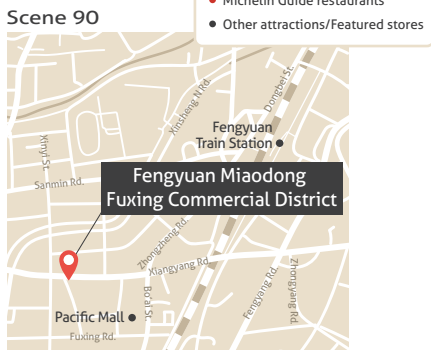 Michelin Guide restaurants
Other attractions/Featured stores
Scene 90
Xinsheng N Rd.
Dongbei St.
Fengyuan
Train Station
Xinyi St.
Sanmin Rd.
Fengyuan Miaodong
Fuxing Commercial District
Zhongzheng Rd.
Xiangyang Rd.
Bo'ai St.
Fengyang Rd.
Zhongyang Rd.
Pacific Mall
Fuxing Rd.